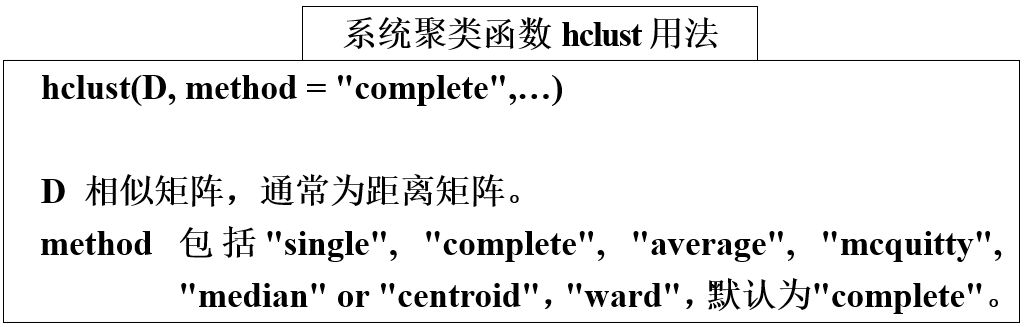 系统聚类函数 hclust 用法
hclust(D, method = "complete",…)
D 相似矩阵，通常为距离矩阵。
method 包括"single", "complete", "average", "mcquitty",
"median" or "centroid"，"ward"，默认为"complete"。